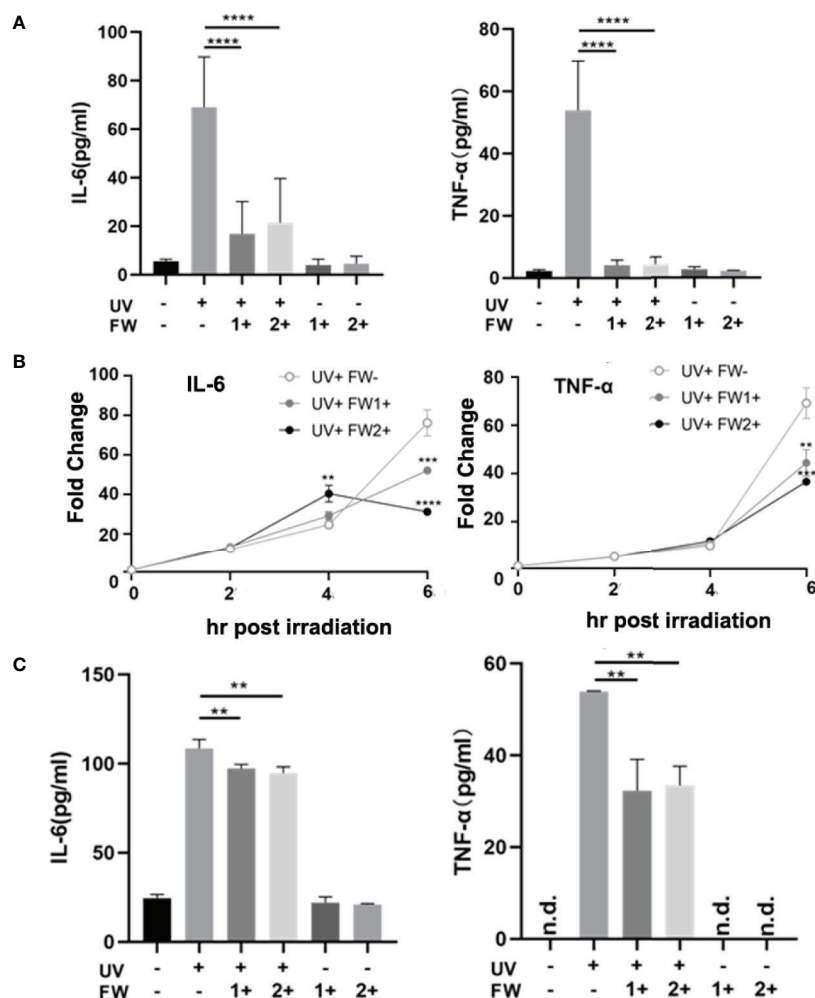 A
**** ****
**** ****
IL-6(pg/ml)
100
80
60
40
20
0
UV - + + + - -
FW - - 1+ 2+ 1+ 2+
TNF-α(pg/ml)
80
60
40
20
0
UV - + + + - -
FW - - 1+ 2+ 1+ 2+
B
IL-6
UV+ FW-
UV+ FW1+
UV+ FW2+
Fold Change
100
80
60
40
20
0
**
***
****
0 2 4 6
hr post irradiation
TNF-α
UV+ FW-
UV+ FW1+
UV+ FW2+
Fold Change
80
60
40
20
0
**
***
0 2 4 6
hr post irradiation
C
**
**
IL-6(pg/ml)
150
100
50
0
UV - + + + - -
FW - - 1+ 2+ 1+ 2+
**
**
TNF-α(pg/ml)
60
40
20
0
n.d. n.d. n.d.
UV - + + + - -
FW - - 1+ 2+ 1+ 2+